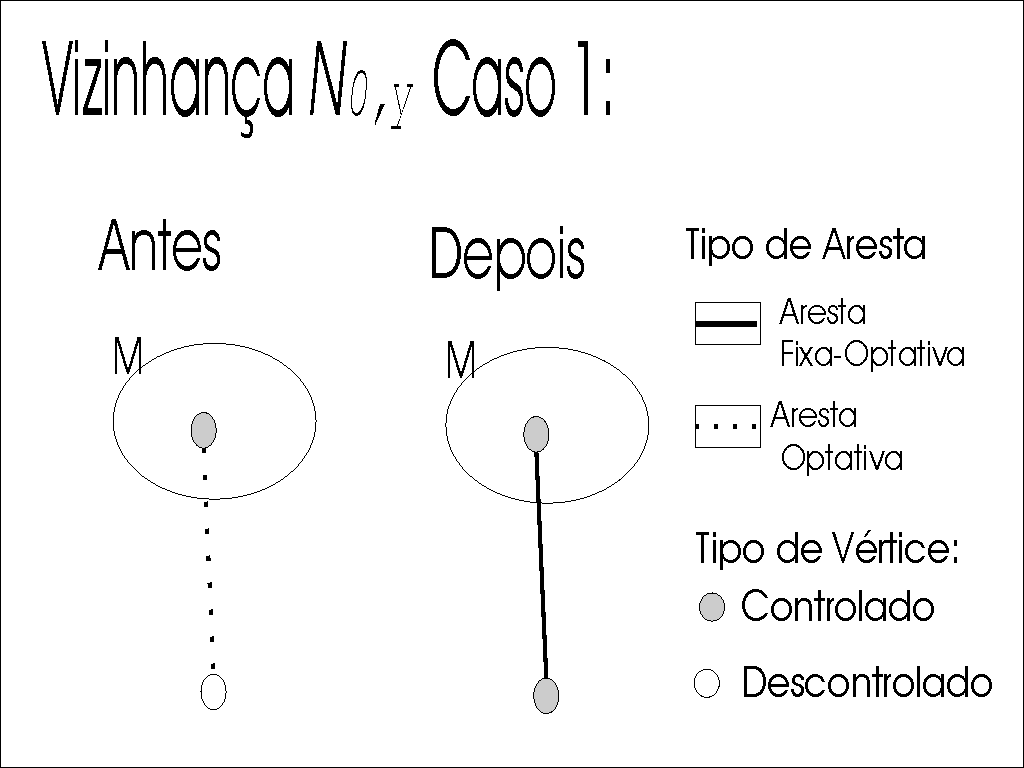 Vizinhança N0,y Caso 1:
Antes
Depois
M
M
Tipo de Aresta
Aresta
Fixa-Optativa
Aresta
Optativa
Tipo de Vértice:
Controlado
Descontrolado